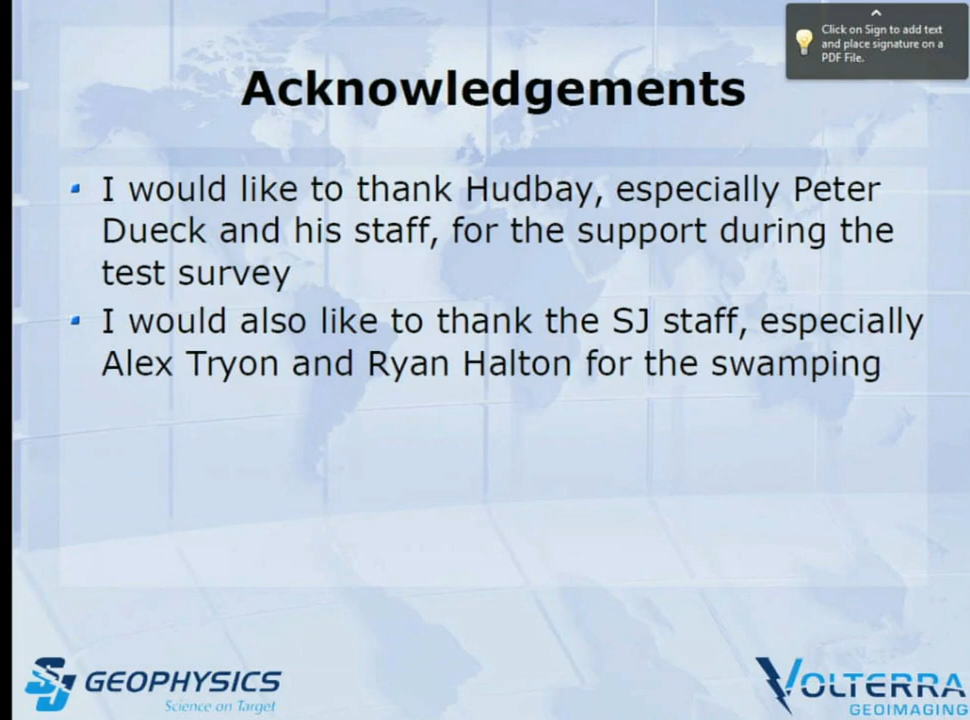 Click on Sign to add text
and place signature on a
PDF File.
Acknowledgements
I would like to thank Hudbay, especially Peter
Dueck and his staff, for the support during the
test survey
I would also like to thank the SJ staff, especially
Alex Tryon and Ryan Halton for the swamping
SJ GEOPHYSICS
Science on Target
VOLTERRA
GEOIMAGING